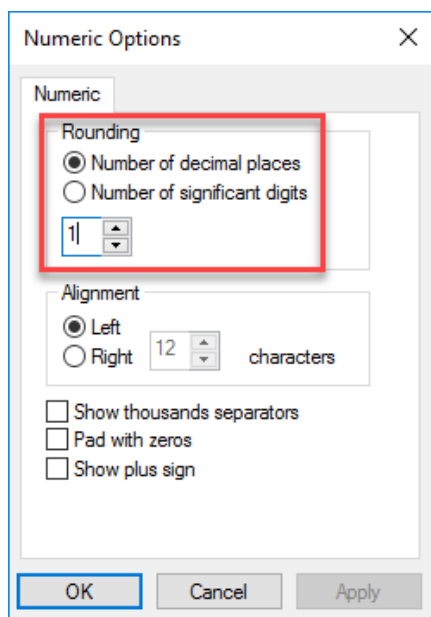 Numeric Options
Numeric
Rounding
Number of decimal places
Number of significant digits
1
Alignment
Left
Right 12 characters
Show thousands separators
Pad with zeros
Show plus sign
OK Cancel Apply